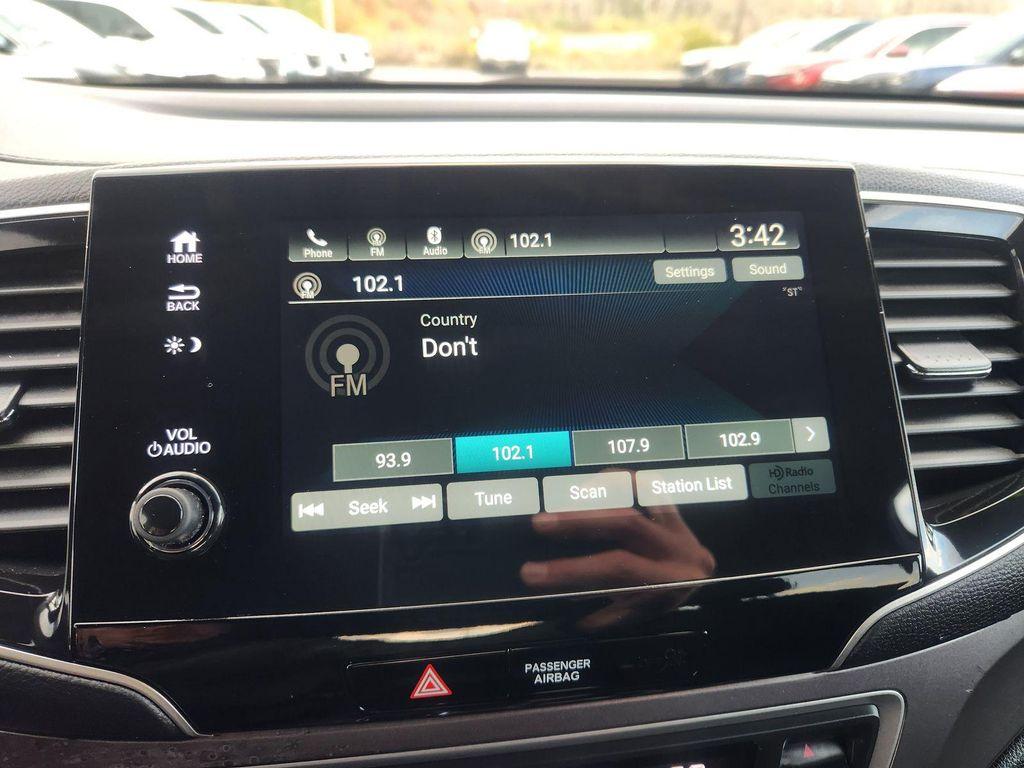 HOME
BACK
VOL
AUDIO
Phone
FM
Audio
FM
102.1
3:42
FM
102.1
Settings
Sound
"ST"
FM
Country
Don't
93.9
102.1
107.9
102.9
Seek
Tune
Scan
Station List
HD Radio
Channels
PASSENGER
AIRBAG